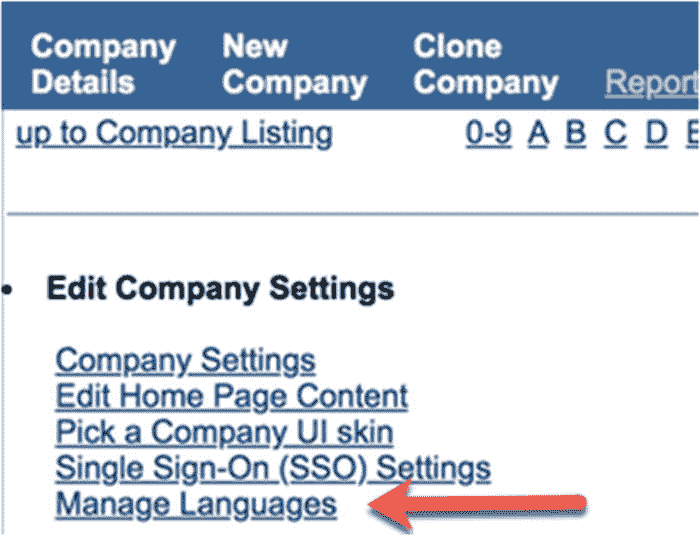 Company Details New Company Clone Company Report
up to Company Listing 0-9 A B C D E
Edit Company Settings
Company Settings
Edit Home Page Content
Pick a Company UI skin
Single Sign-On (SSO) Settings
Manage Languages